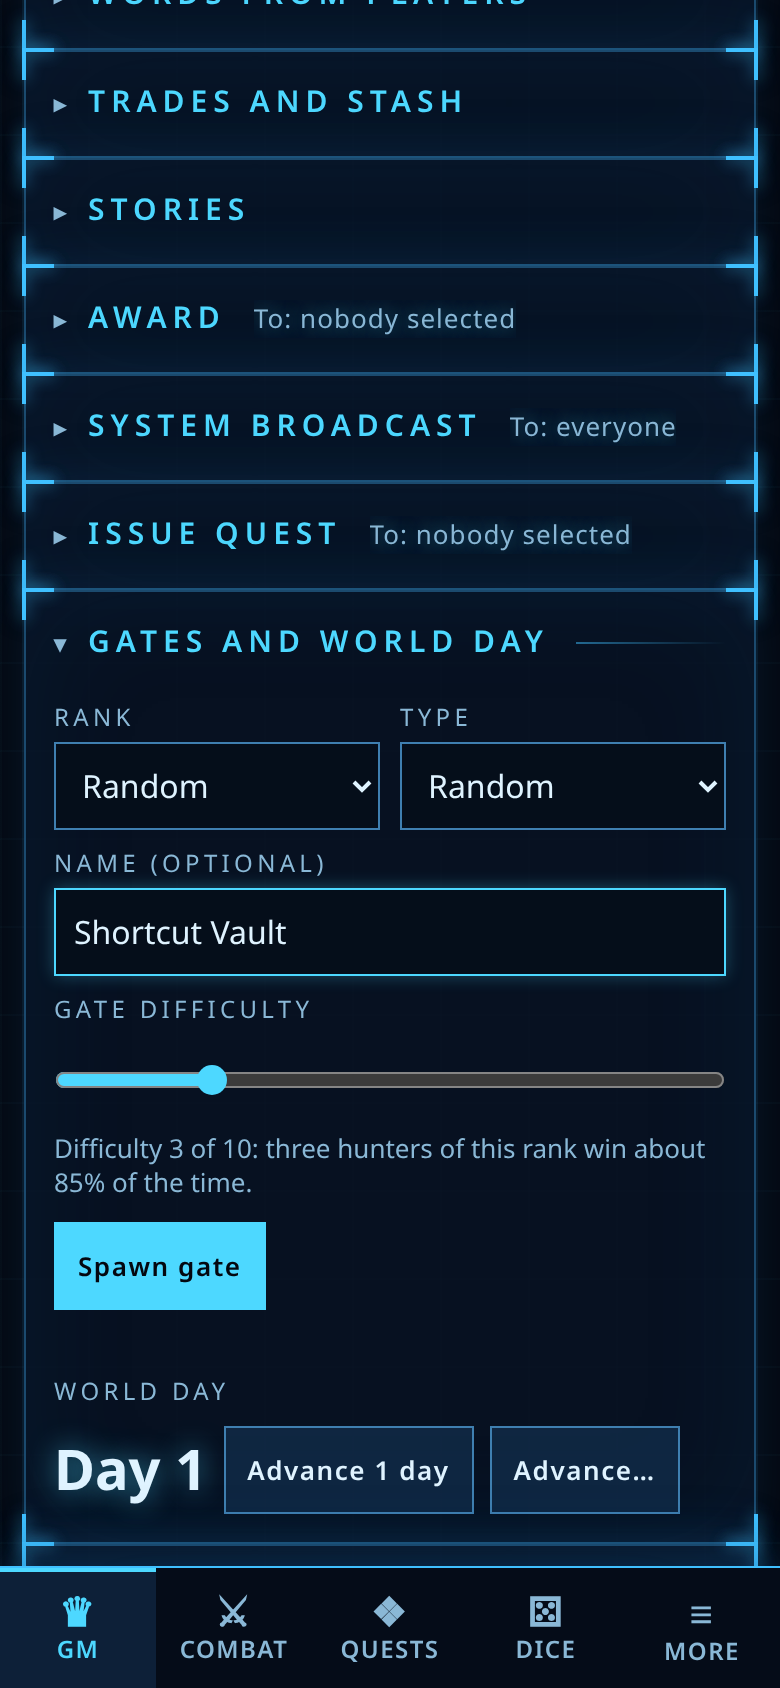 WORDS FROM PLAYERS
TRADES AND STASH
STORIES
AWARD To: nobody selected
SYSTEM BROADCAST To: everyone
ISSUE QUEST To: nobody selected
GATES AND WORLD DAY
RANK TYPE
Random Random
NAME (OPTIONAL)
Shortcut Vault
GATE DIFFICULTY
Difficulty 3 of 10: three hunters of this rank win about
85% of the time.
Spawn gate
WORLD DAY
Day 1 Advance 1 day Advance...
GM COMBAT QUESTS DICE MORE